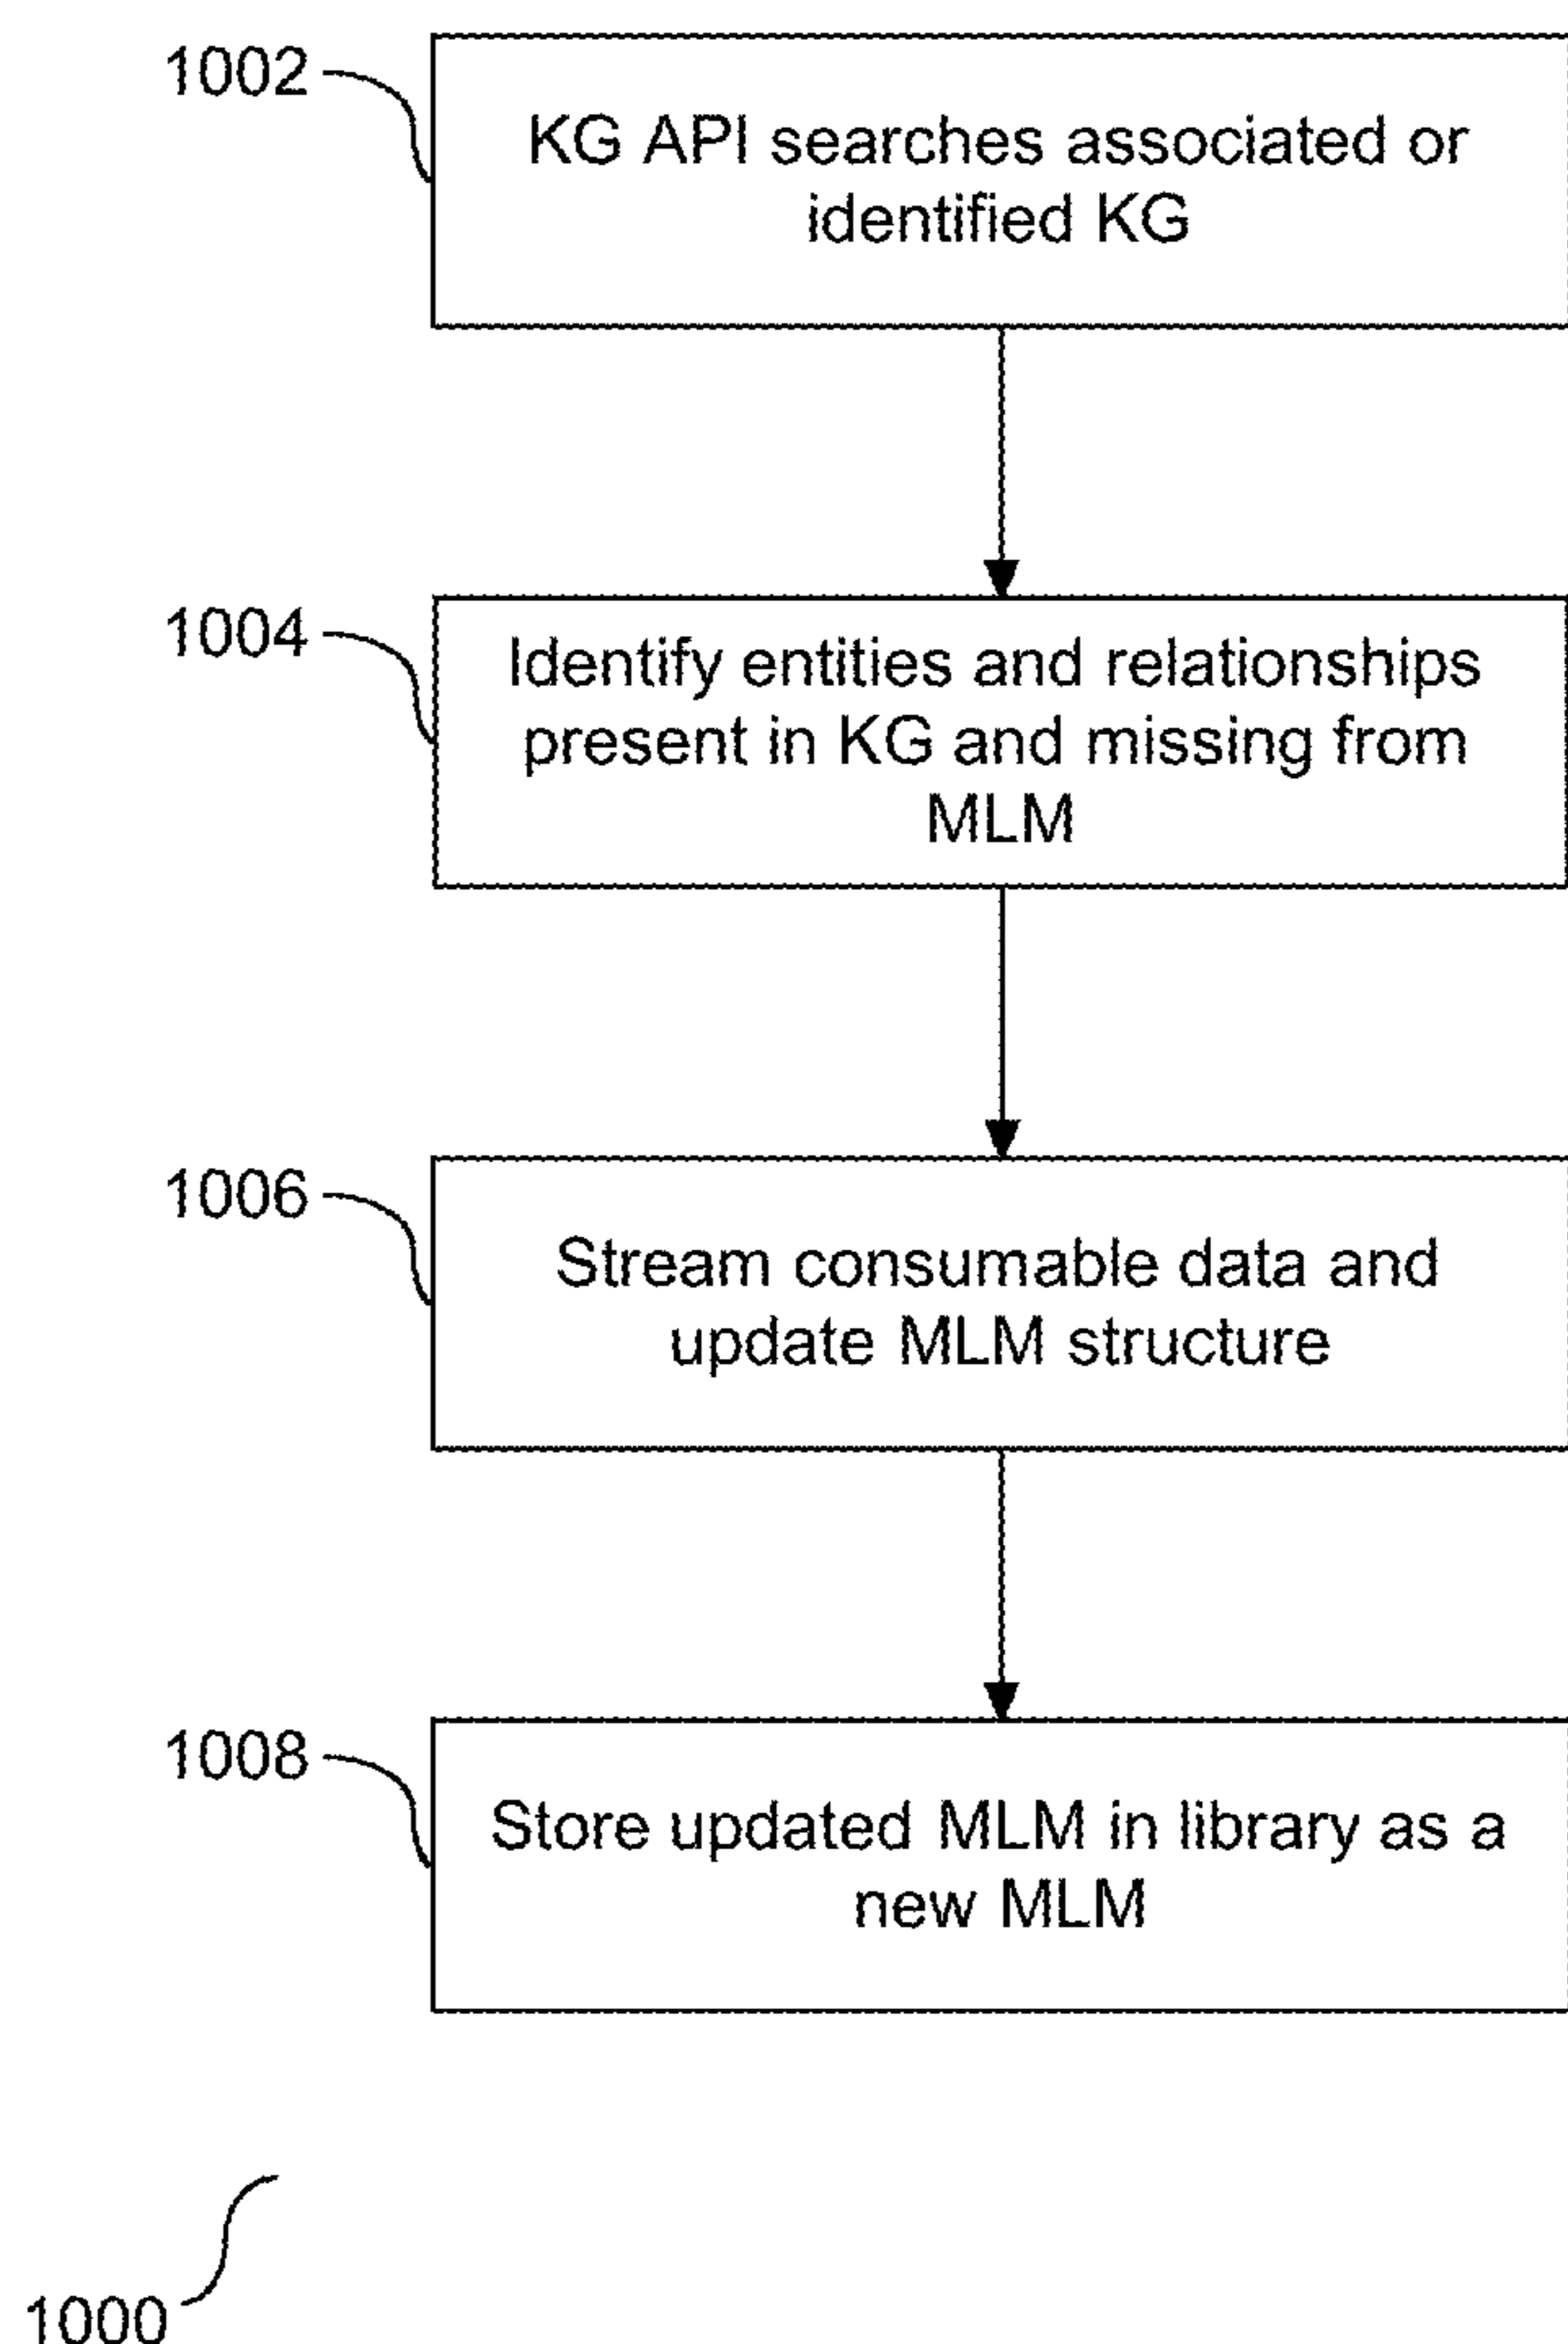 1002
KG API searches associated or
identified KG
1004
Identify entities and relationships
present in KG and missing from
MLM
1006
Stream consumable data and
update MLM structure
1008
Store updated MLM in library as a
new MLM
1000